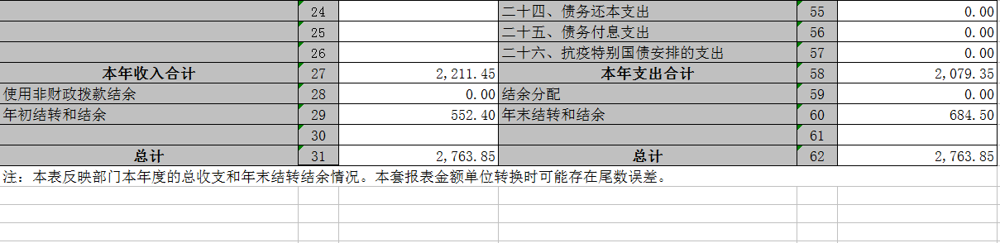 24 二十四、债务还本支出 55 0.00
25 二十五、债务付息支出 56 0.00
26 二十六、抗疫特别国债安排的支出 57 0.00
本年收入合计 27 2,211.45 本年支出合计 58 2,079.35
使用非财政拨款结余 28 0.00 结余分配 59 0.00
年初结转和结余 29 552.40 年末结转和结余 60 684.50
30 61
总计 31 2,763.85 总计 62 2,763.85
注：本表反映部门本年度的总收支和年末结转结余情况。本套报表金额单位转换时可能存在尾数误差。